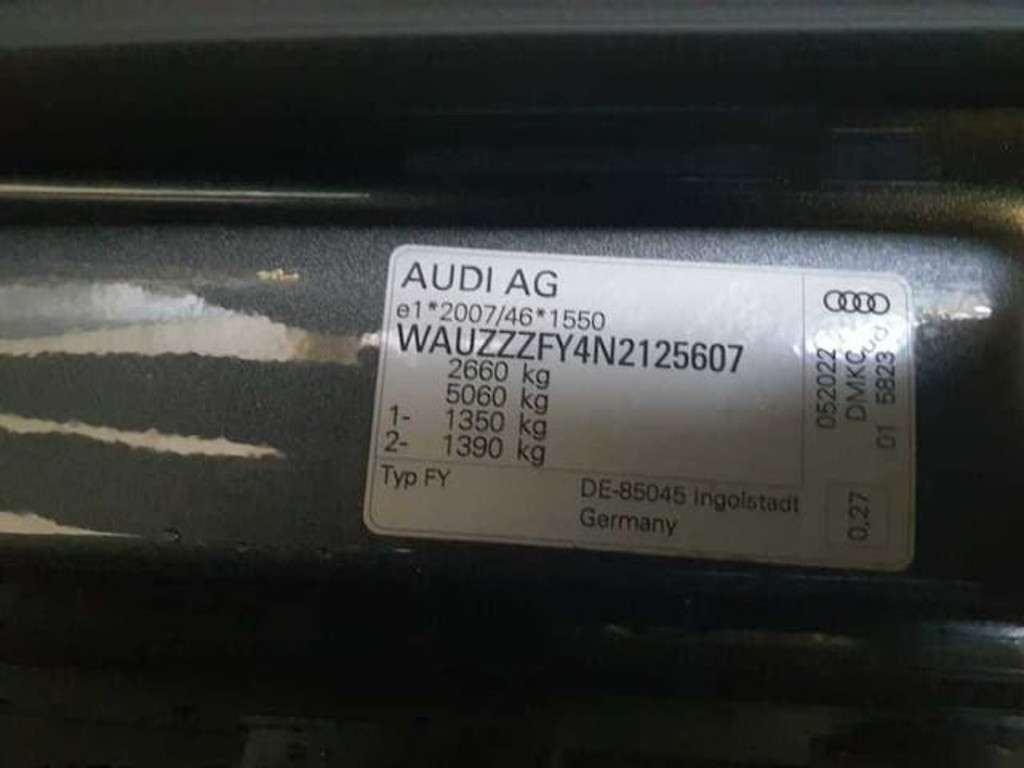 AUDI AG
e1*2007/46*1550
WAUZZZFY4N2125607
2660 kg
5060 kg
1- 1350 kg
2- 1390 kg
Typ FY
DE-85045 Ingolstadt
Germany
052022
DMKC
01 5823
0,27